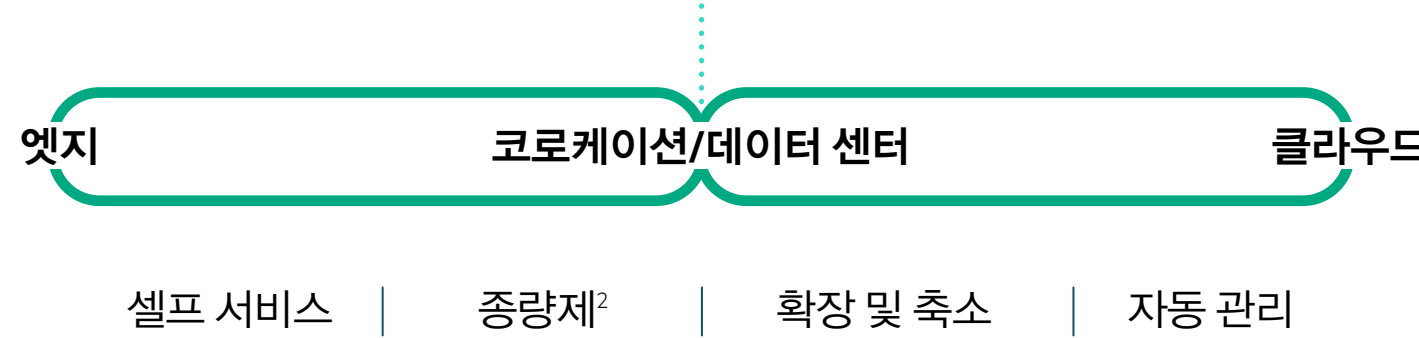 엣지 코로케이션/데이터 센터 클라우드
셀프 서비스 | 종량제² | 확장 및 축소 | 자동 관리